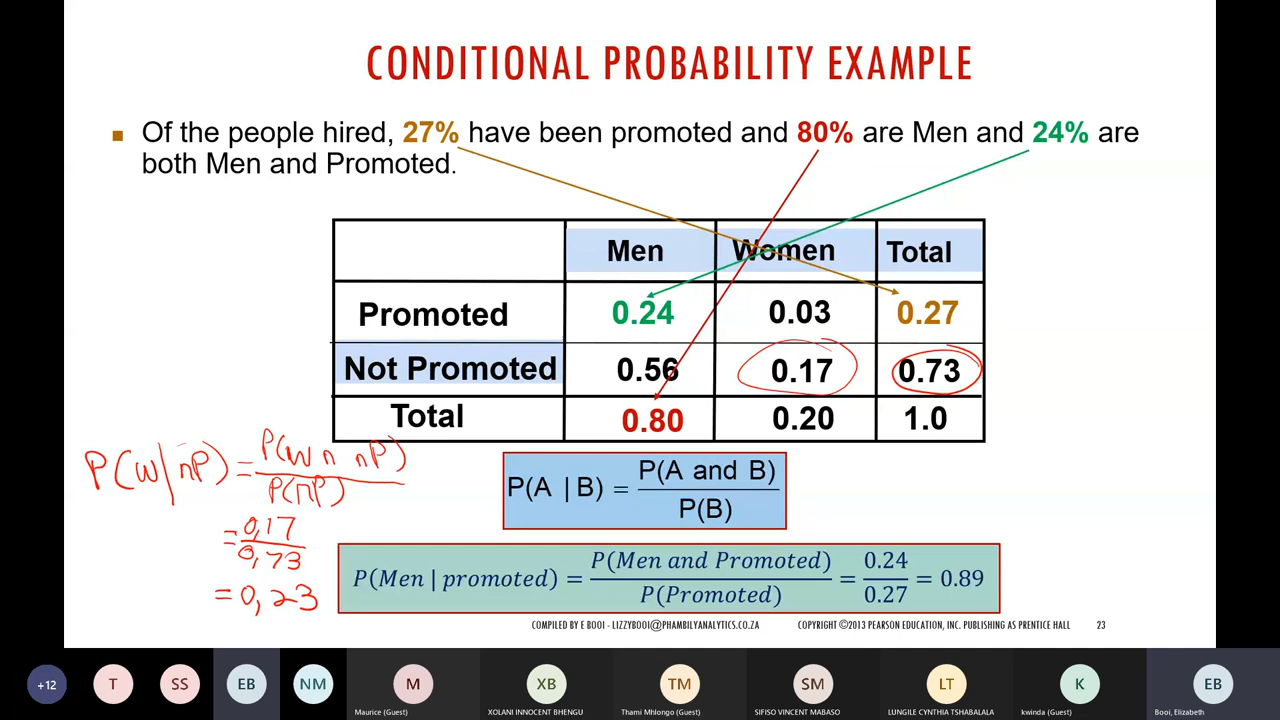 CONDITIONAL PROBABILITY EXAMPLE
Of the people hired, 27% have been promoted and 80% are Men and 24% are
both Men and Promoted.
Men Women Total
Promoted 0.24 0.03 0.27
Not Promoted 0.56 0.17 0.73
Total 0.80 0.20 1.0
P(W|nP) = P(W n nP) / P(nP)
= 0,17 / 0,73
= 0,23
P(A | B) = P(A and B) / P(B)
P(Men | promoted) = P(Men and Promoted) / P(Promoted) = 0.24 / 0.27 = 0.89
COMPILED BY E BOOI - LIZZYBOOI@PHAMBILYANALYTICS.CO.ZA COPYRIGHT ©2013 PEARSON EDUCATION, INC. PUBLISHING AS PRENTICE HALL 23
+12 T SS EB NM M XB TM SM LT K EB
Maurice (Guest) XOLANI INNOCENT BHENGU Thami Mhlongo (Guest) SIFISO VINCENT MABASO LUNGILE CYNTHIA TSHABALALA kwinda (Guest) Booi, Elizabeth